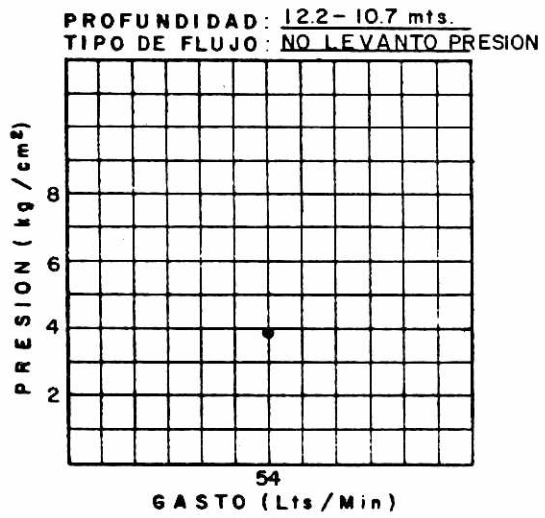 PROFUNDIDAD: 12.2-10.7 mts.
TIPO DE FLUJO: NO LEVANTO PRESION
PRESION (kg/cm²)
8
6
4
2
54
GASTO (Lts/Min)